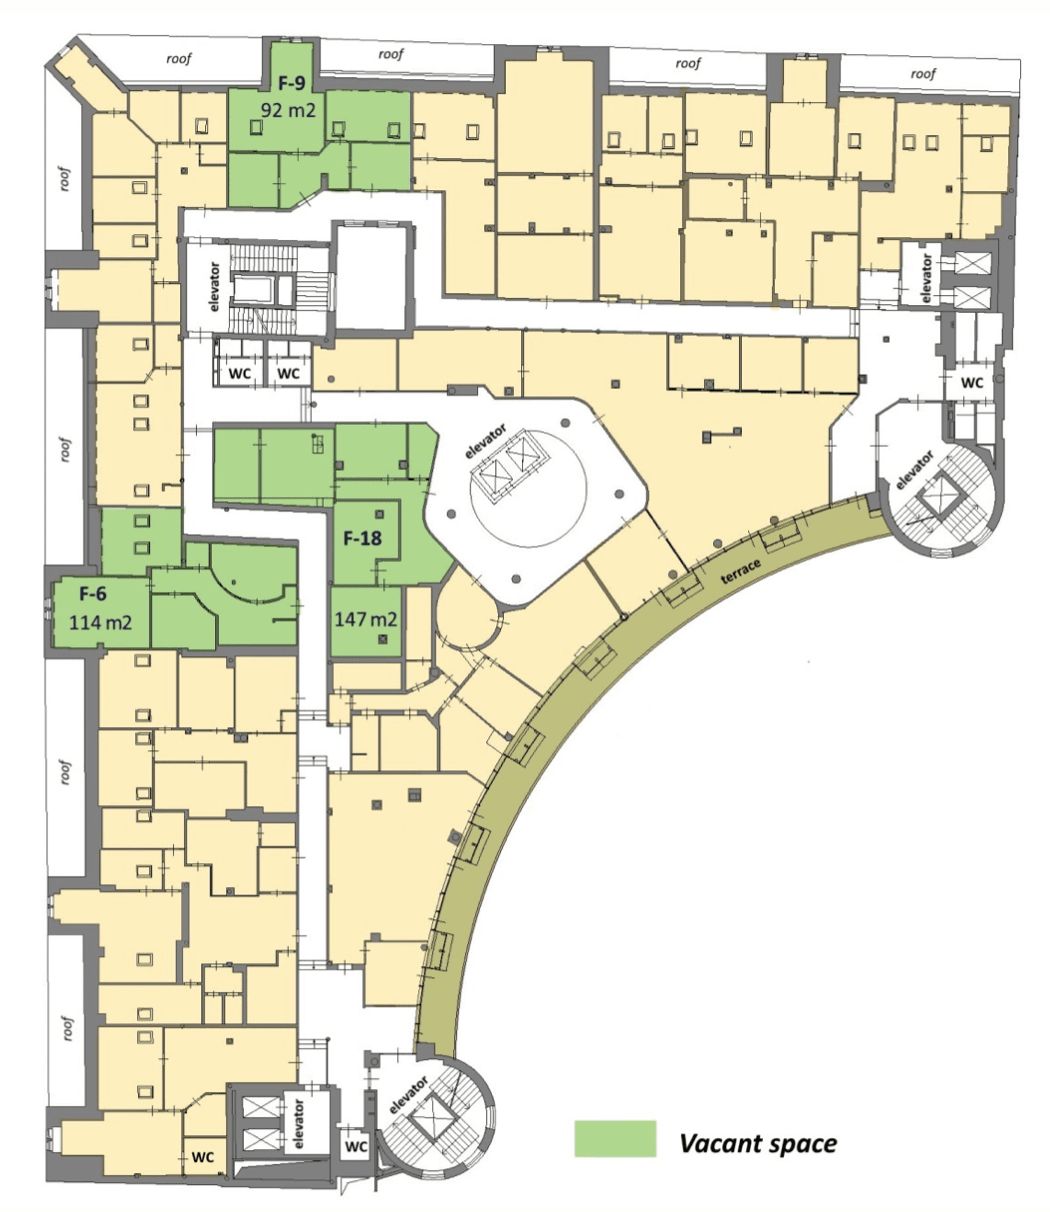 roof
roof
roof
roof
F-9
92 m2
roof
elevator
elevator
WC
WC
WC
elevator
roof
elevator
F-18
terrace
F-6
114 m2
147 m2
roof
roof
elevator
elevator
WC
WC
Vacant space